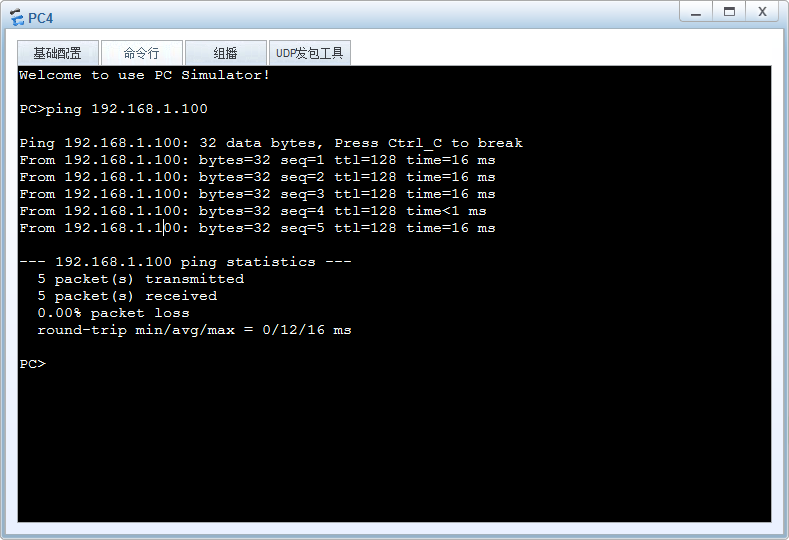 PC4
X
基础配置
命令行
组播
UDP发包工具
Welcome to use PC Simulator!
PC>ping 192.168.1.100
Ping 192.168.1.100: 32 data bytes, Press Ctrl_C to break
From 192.168.1.100: bytes=32 seq=1 ttl=128 time=16 ms
From 192.168.1.100: bytes=32 seq=2 ttl=128 time=16 ms
From 192.168.1.100: bytes=32 seq=3 ttl=128 time=16 ms
From 192.168.1.100: bytes=32 seq=4 ttl=128 time<1 ms
From 192.168.1.100: bytes=32 seq=5 ttl=128 time=16 ms
--- 192.168.1.100 ping statistics ---
5 packet(s) transmitted
5 packet(s) received
0.00% packet loss
round-trip min/avg/max = 0/12/16 ms
PC>